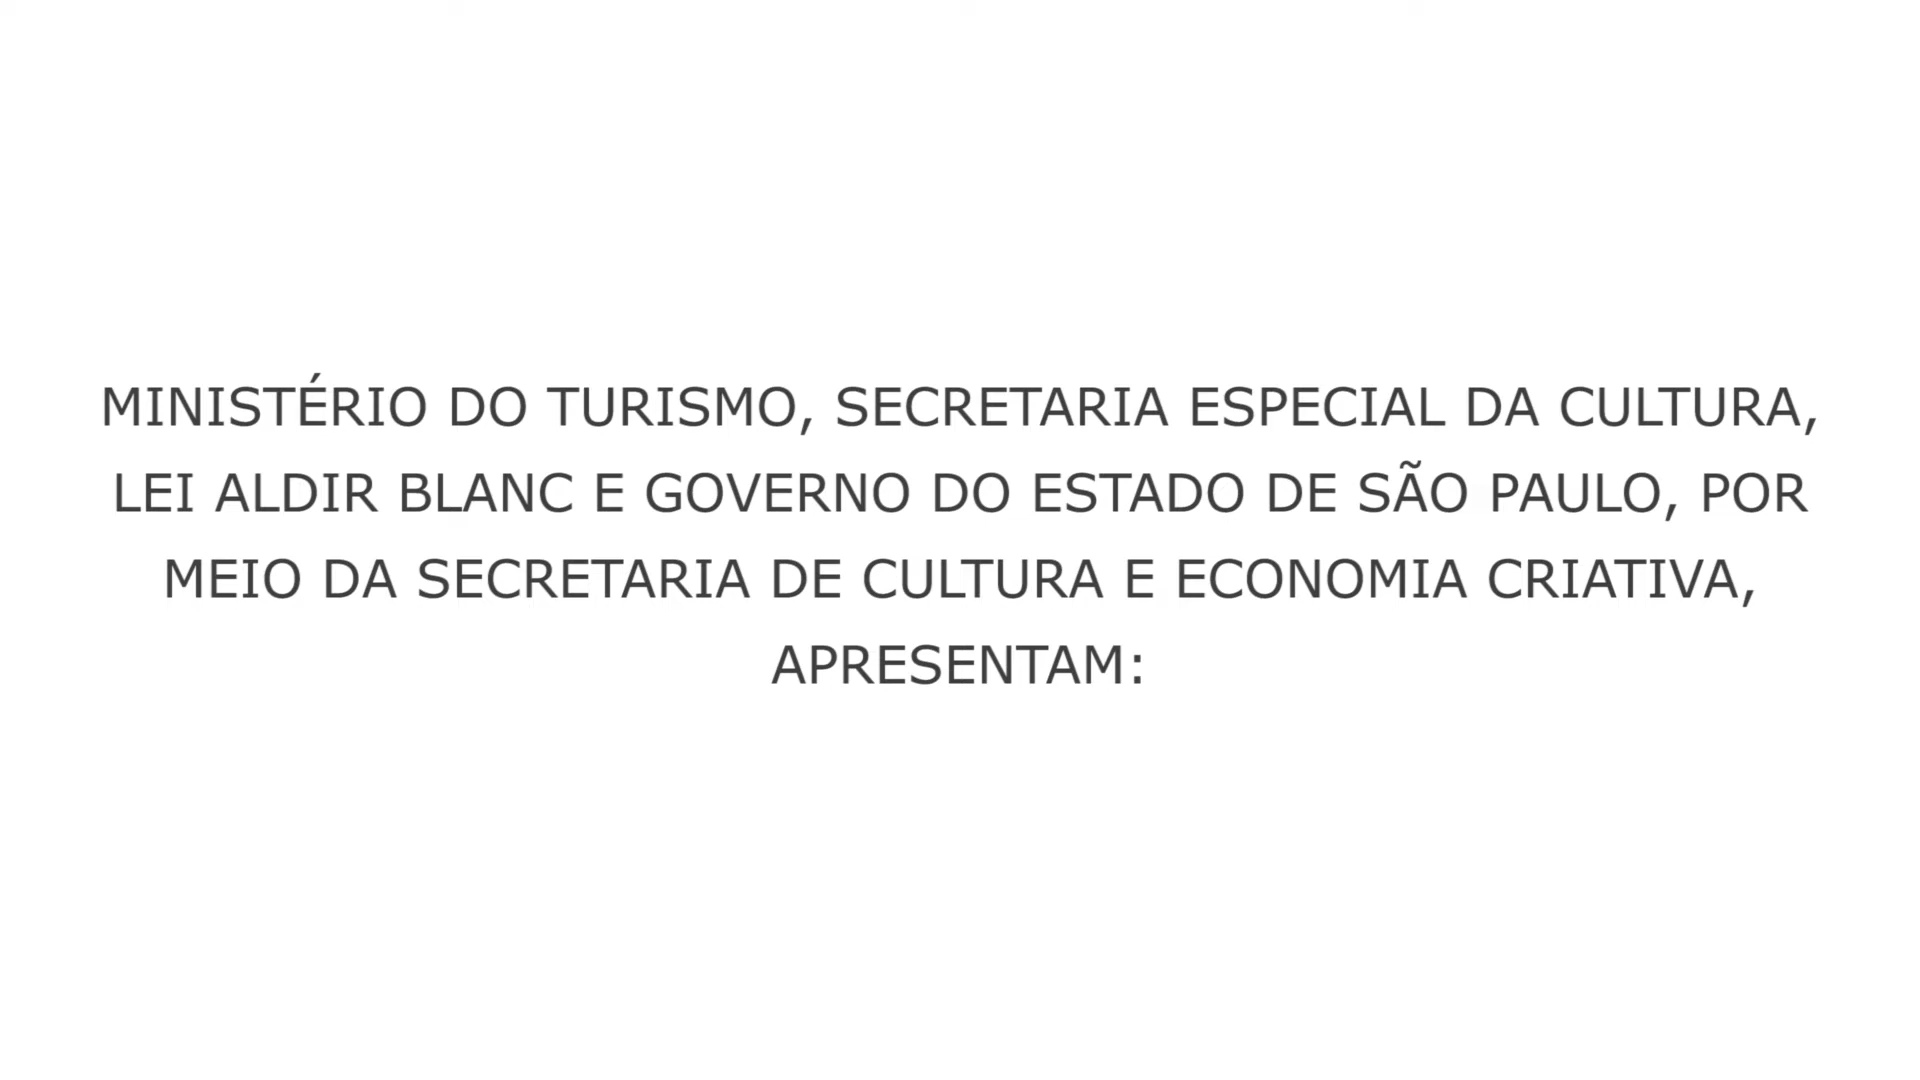 MINISTÉRIO DO TURISMO, SECRETARIA ESPECIAL DA CULTURA,
LEI ALDIR BLANC E GOVERNO DO ESTADO DE SÃO PAULO, POR
MEIO DA SECRETARIA DE CULTURA E ECONOMIA CRIATIVA,
APRESENTAM: